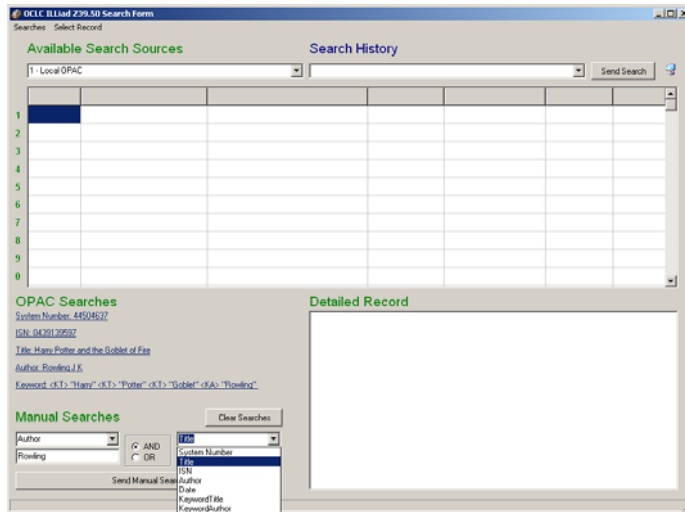 OCLC ILLiad Z39.50 Search Form
Searches Select Record
Available Search Sources Search History
1 - Local OPAC Send Search
1
2
3
4
5
6
7
8
9
0
OPAC Searches Detailed Record
System Number: 44504637
ISN: 0439139597
Title: Harry Potter and the Goblet of Fire
Author: Rowling J K
Keyword: <KT> "Harry" <KT> "Potter" <KT> "Goblet" <KA> "Rowling"
Manual Searches Clear Searches
Author AND Title
Rowling OR System Number
Title
ISN
Send Manual Sear Author
Date
KeywordTitle
KeywordAuthor